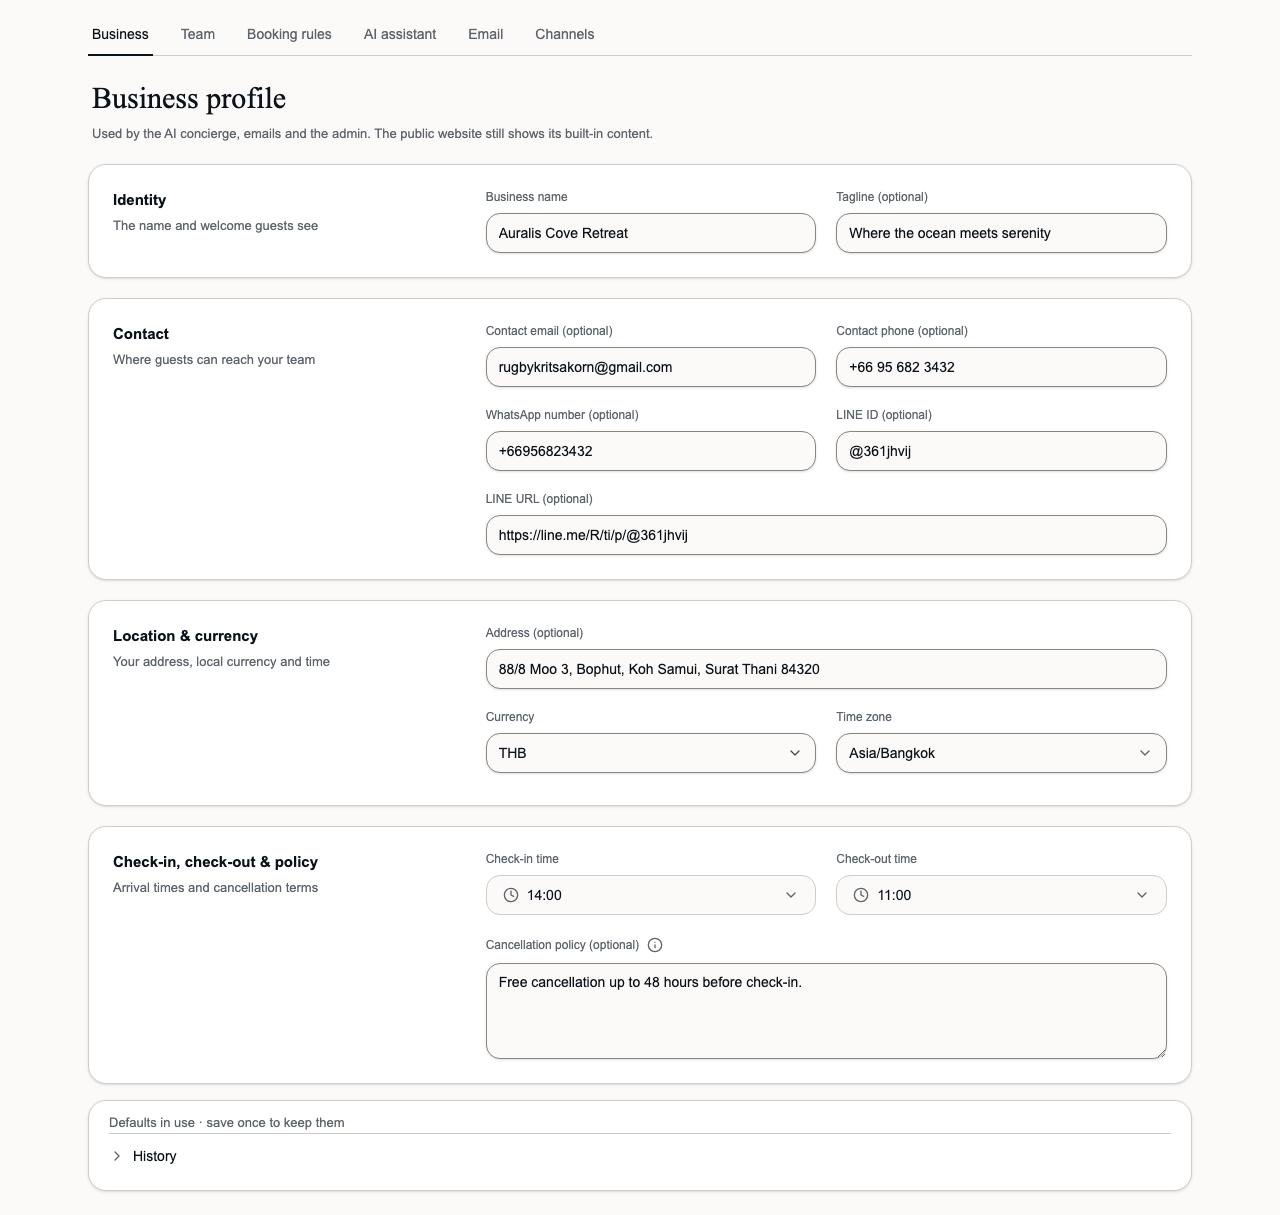 Business Team Booking rules AI assistant Email Channels
Business profile
Used by the AI concierge, emails and the admin. The public website still shows its built-in content.
Identity
The name and welcome guests see
Business name
Auralis Cove Retreat
Tagline (optional)
Where the ocean meets serenity
Contact
Where guests can reach your team
Contact email (optional)
rugbykritsakorn@gmail.com
Contact phone (optional)
+66 95 682 3432
WhatsApp number (optional)
+66956823432
LINE ID (optional)
@361jhvij
LINE URL (optional)
https://line.me/R/ti/p/@361jhvij
Location & currency
Your address, local currency and time
Address (optional)
88/8 Moo 3, Bophut, Koh Samui, Surat Thani 84320
Currency
THB
Time zone
Asia/Bangkok
Check-in, check-out & policy
Arrival times and cancellation terms
Check-in time
14:00
Check-out time
11:00
Cancellation policy (optional)
Free cancellation up to 48 hours before check-in.
Defaults in use · save once to keep them
History